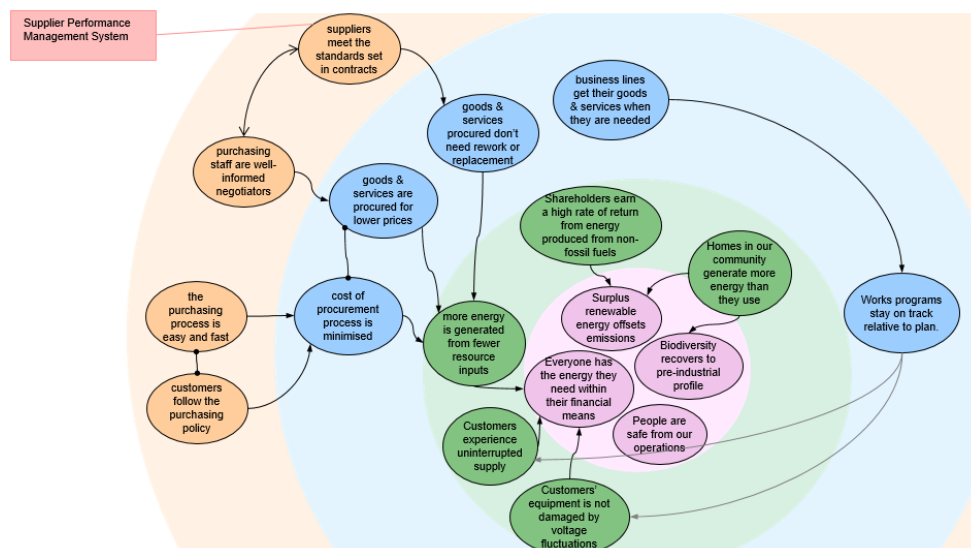 Supplier Performance
Management System
suppliers
meet the
standards set
in contracts
purchasing
staff are well-
informed
negotiators
goods &
services
procured don't
need rework or
replacement
business lines
get their goods
& services when
they are needed
goods &
services are
procured for
lower prices
Shareholders earn
a high rate of return
from energy
produced from non-
fossil fuels
Homes in our
community
generate more
energy than
they use
the
purchasing
process is
easy and fast
cost of
procurement
process is
minimised
more energy
is generated
from fewer
resource
inputs
Surplus
renewable
energy offsets
emissions
Works programs
stay on track
relative to plan.
Biodiversity
recovers to
pre-industrial
profile
Everyone has
the energy they
need within
their financial
means
customers
follow the
purchasing
policy
People are
safe from our
operations
Customers
experience
uninterrupted
supply
Customers'
equipment is not
damaged by
voltage
fluctuations